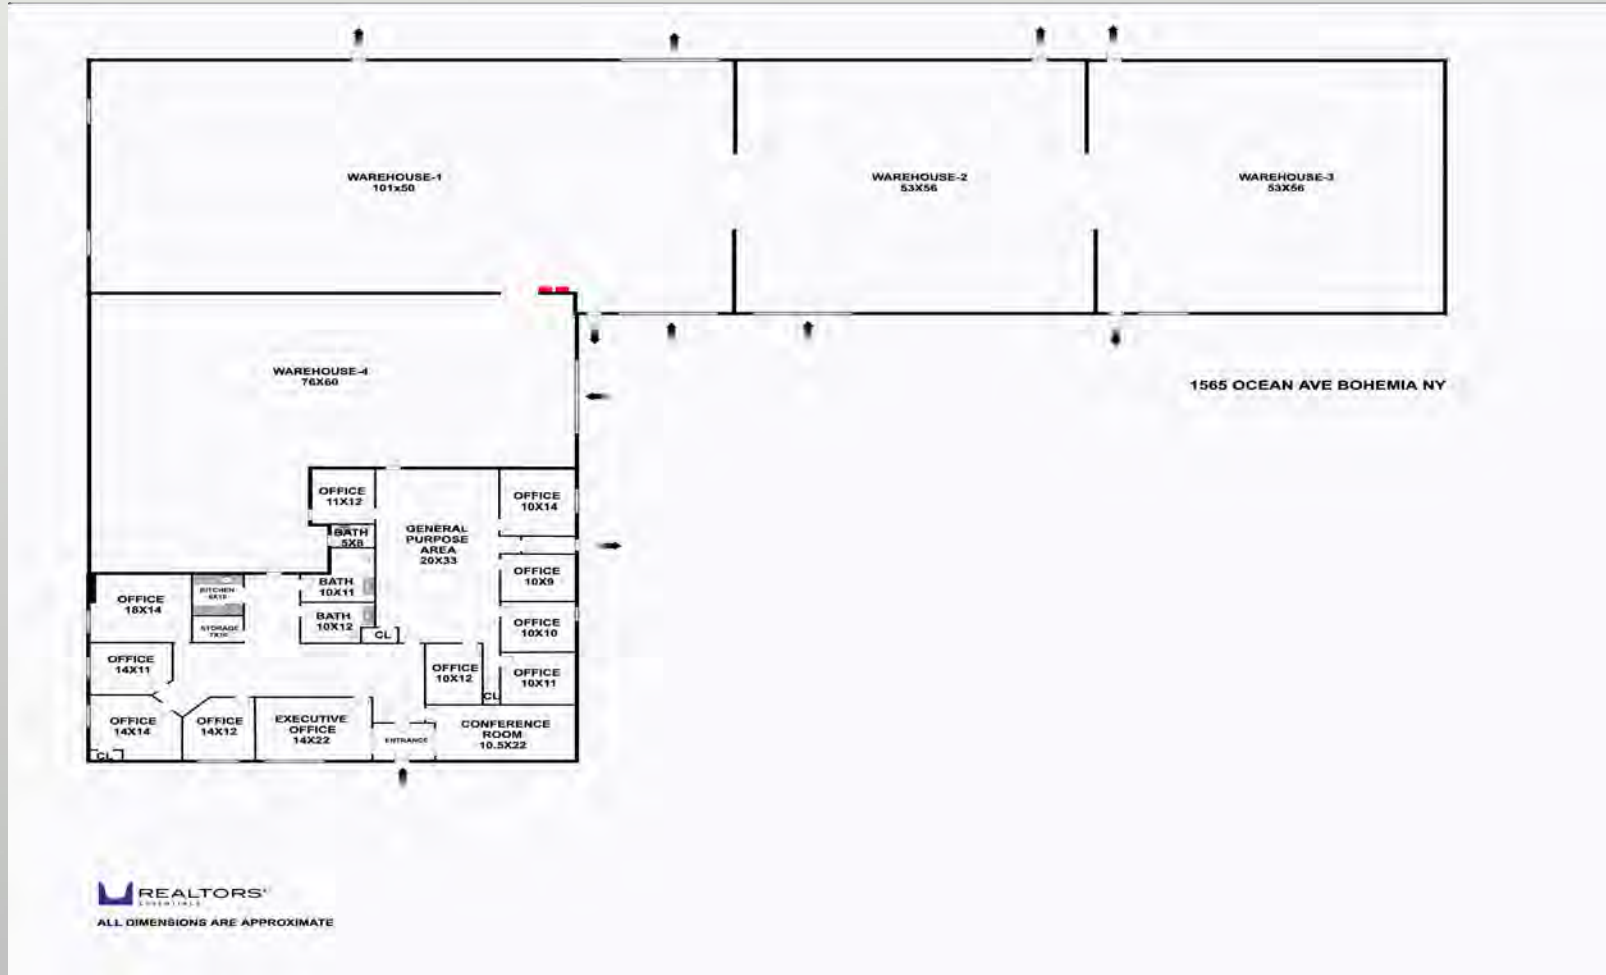 WAREHOUSE-1
101x50
WAREHOUSE-2
53X56
WAREHOUSE-3
53X56
WAREHOUSE-4
76X60
1565 OCEAN AVE BOHEMIA NY
OFFICE
11X12
BATH
5X8
GENERAL
PURPOSE
AREA
20X33
OFFICE
10X14
OFFICE
10X9
OFFICE
18X14
KITCHEN
BATH
10X11
BATH
10X12
CL
STORAGE
OFFICE
10X10
OFFICE
14X11
OFFICE
10X12
CL
OFFICE
10X11
OFFICE
14X14
CL
OFFICE
14X12
EXECUTIVE
OFFICE
14X22
ENTRANCE
CONFERENCE
ROOM
10.5X22
REALTORS'
ESSENTIALS
ALL DIMENSIONS ARE APPROXIMATE